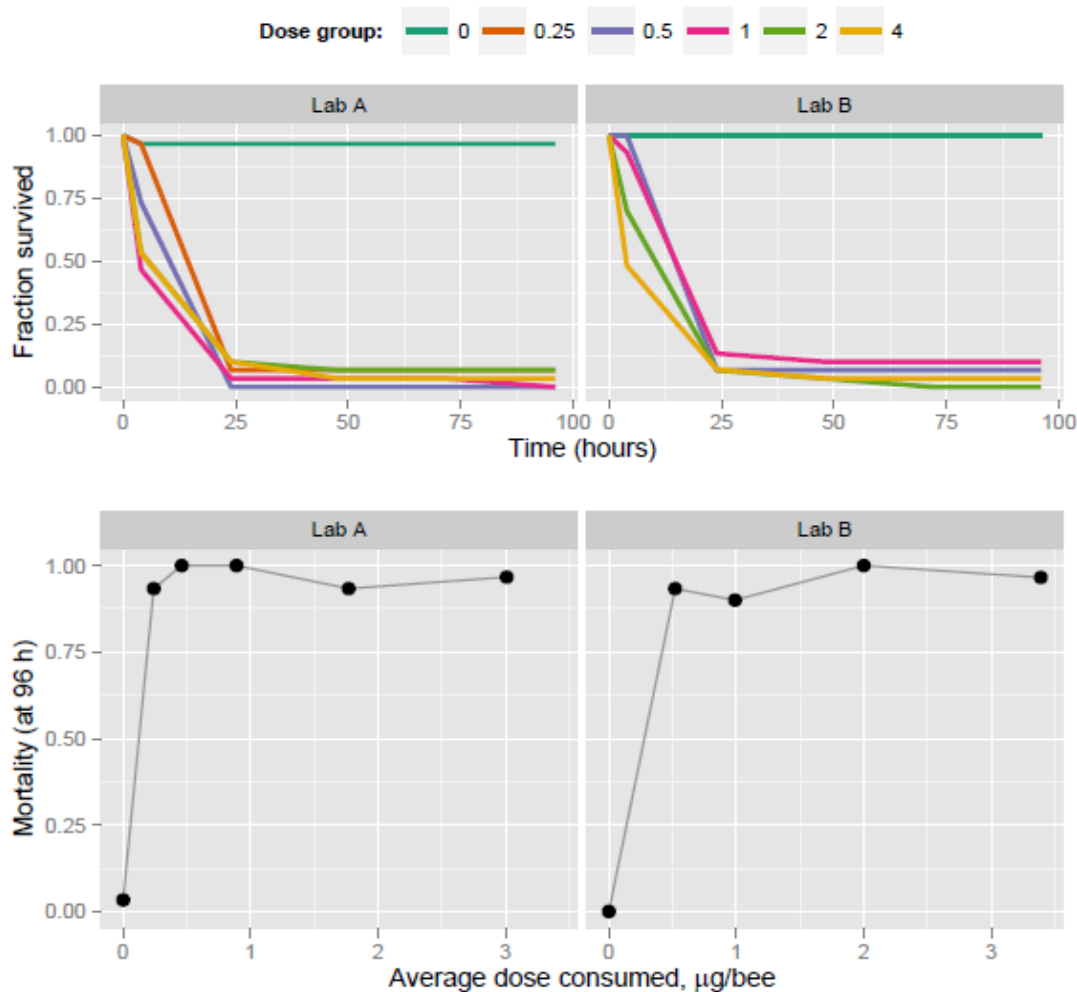 Dose group: 0 0.25 0.5 1 2 4
Lab A Lab B
1.00
0.75
0.50
0.25
0.00
Fraction survived
0 25 50 75 100 0 25 50 75 100
Time (hours)
Lab A Lab B
1.00
0.75
0.50
0.25
0.00
Mortality (at 96 h)
0 1 2 3 0 1 2 3
Average dose consumed, μg/bee